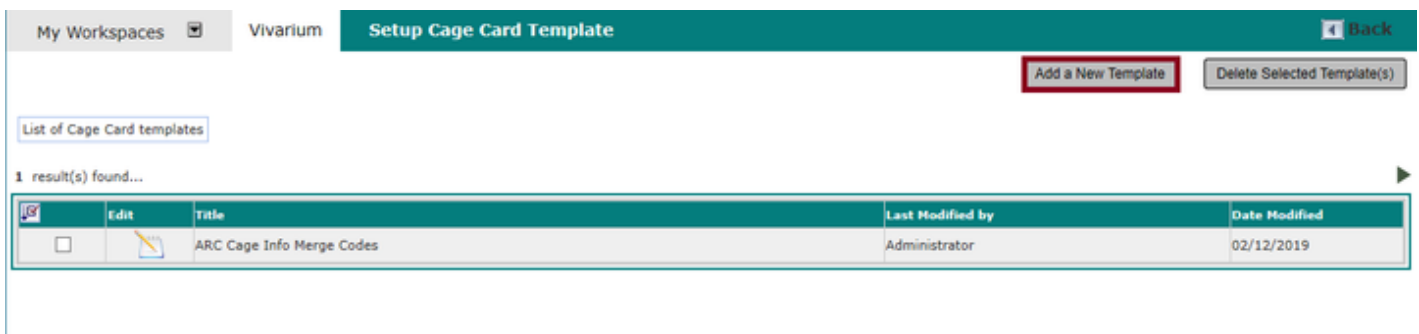 My Workspaces Vivarium Setup Cage Card Template Back
Add a New Template Delete Selected Template(s)
List of Cage Card templates
1 result(s) found...
Edit Title Last Modified by Date Modified
ARC Cage Info Merge Codes Administrator 02/12/2019